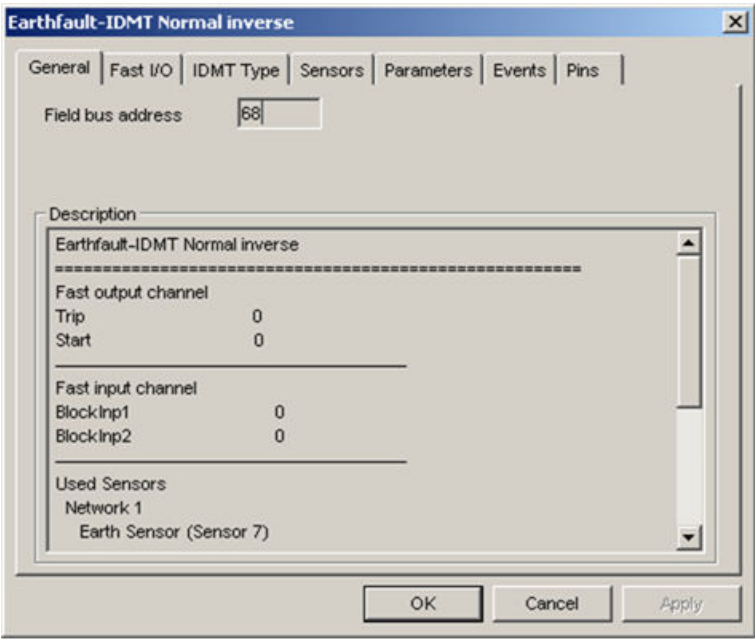 Earthfault-IDMT Normal inverse
General Fast I/O IDMT Type Sensors Parameters Events Pins
Field bus address 68
Description
Earthfault-IDMT Normal inverse
=======================================================
Fast output channel
Trip 0
Start 0
Fast input channel
BlockInp1 0
BlockInp2 0
Used Sensors
Network 1
Earth Sensor (Sensor 7)
OK Cancel Apply